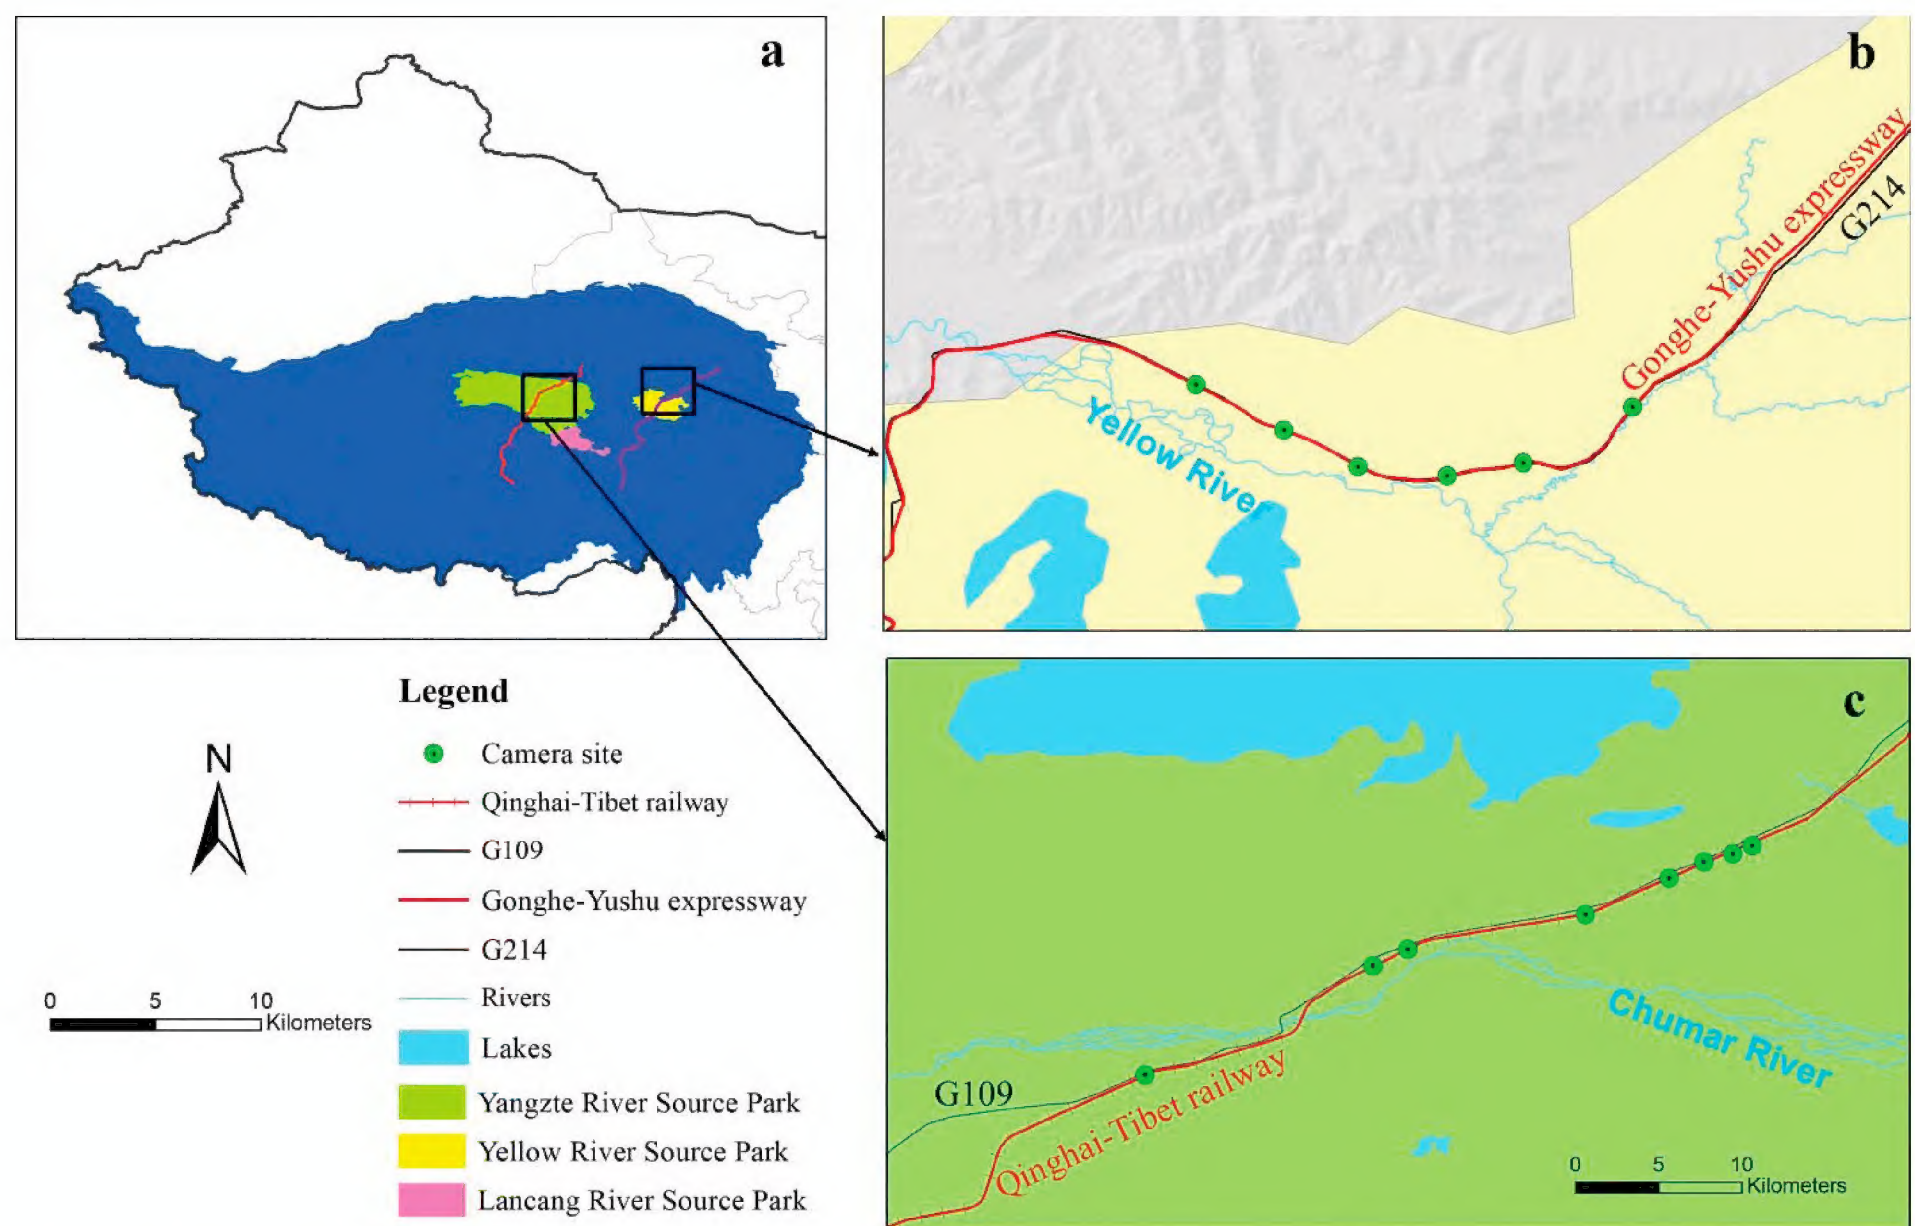 a
b
Gonghe-Yushu expressway
G214
Yellow River
Legend
N
Camera site
Qinghai-Tibet railway
G109
Gonghe-Yushu expressway
G214
Rivers
Lakes
Yangzte River Source Park
Yellow River Source Park
Lancang River Source Park
0 5 10
Kilometers
c
Chumar River
G109
Qinghai-Tibet railway
0 5 10
Kilometers